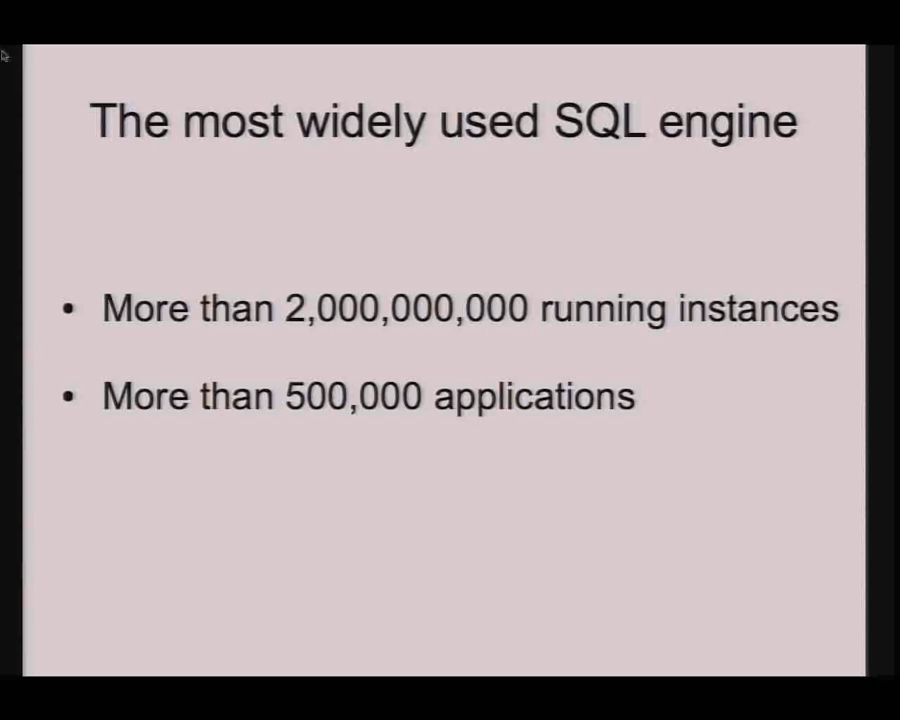 The most widely used SQL engine
• More than 2,000,000,000 running instances
• More than 500,000 applications